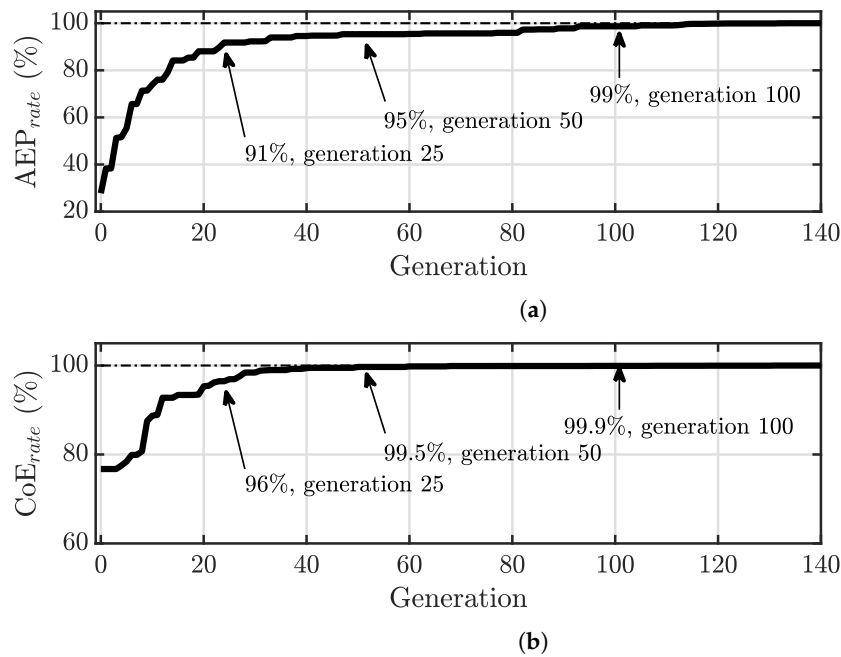 100
80
60
40
20
AEP_rate (%)
99%, generation 100
95%, generation 50
91%, generation 25
0 20 40 60 80 100 120 140
Generation
(a)
100
80
60
CoE_rate (%)
99.9%, generation 100
99.5%, generation 50
96%, generation 25
0 20 40 60 80 100 120 140
Generation
(b)